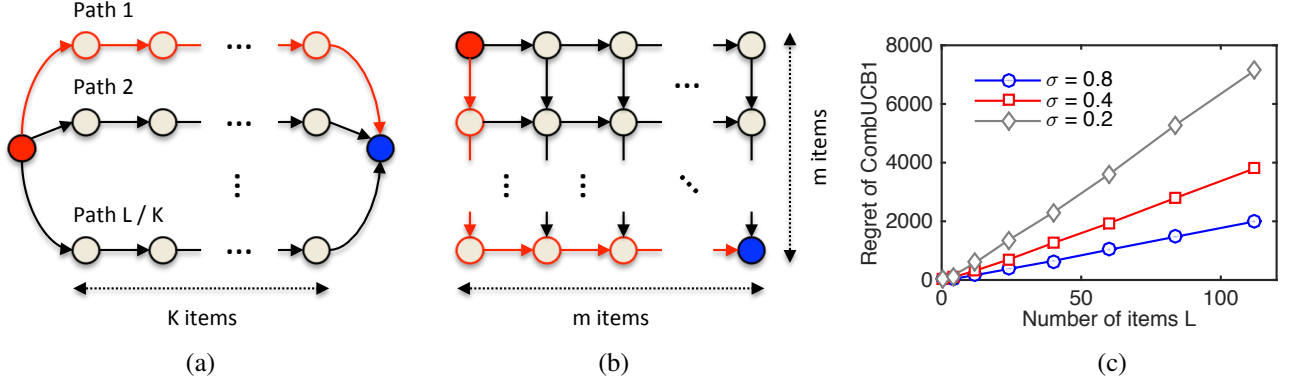 Path 1
Path 2
Path L / K
K items
(a)
m items
m items
(b)
8000
6000
4000
2000
0
Regret of CombUCB1
σ = 0.8
σ = 0.4
σ = 0.2
0 50 100
Number of items L
(c)